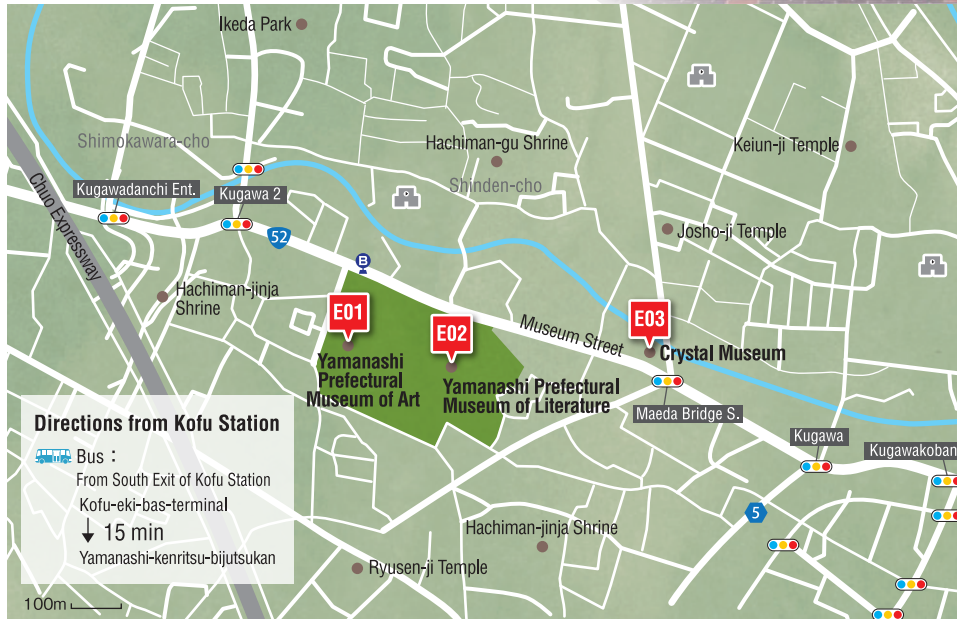 Ikeda Park
Shimokawara-cho
Hachiman-gu Shrine
Shinden-cho
Keiun-ji Temple
Kugawadanchi Ent.
Kugawa 2
Chuo Expressway
52
B
Josho-ji Temple
Hachiman-jinja
Shrine
E01
E02
E03
Museum Street
Crystal Museum
Yamanashi
Prefectural
Museum of Art
Yamanashi Prefectural
Museum of Literature
Maeda Bridge S.
Kugawa
Kugawakoban
5
Hachiman-jinja Shrine
Ryusen-ji Temple
Directions from Kofu Station
Bus：
From South Exit of Kofu Station
Kofu-eki-bas-terminal
↓ 15 min
Yamanashi-kenritsu-bijutsukan
100m